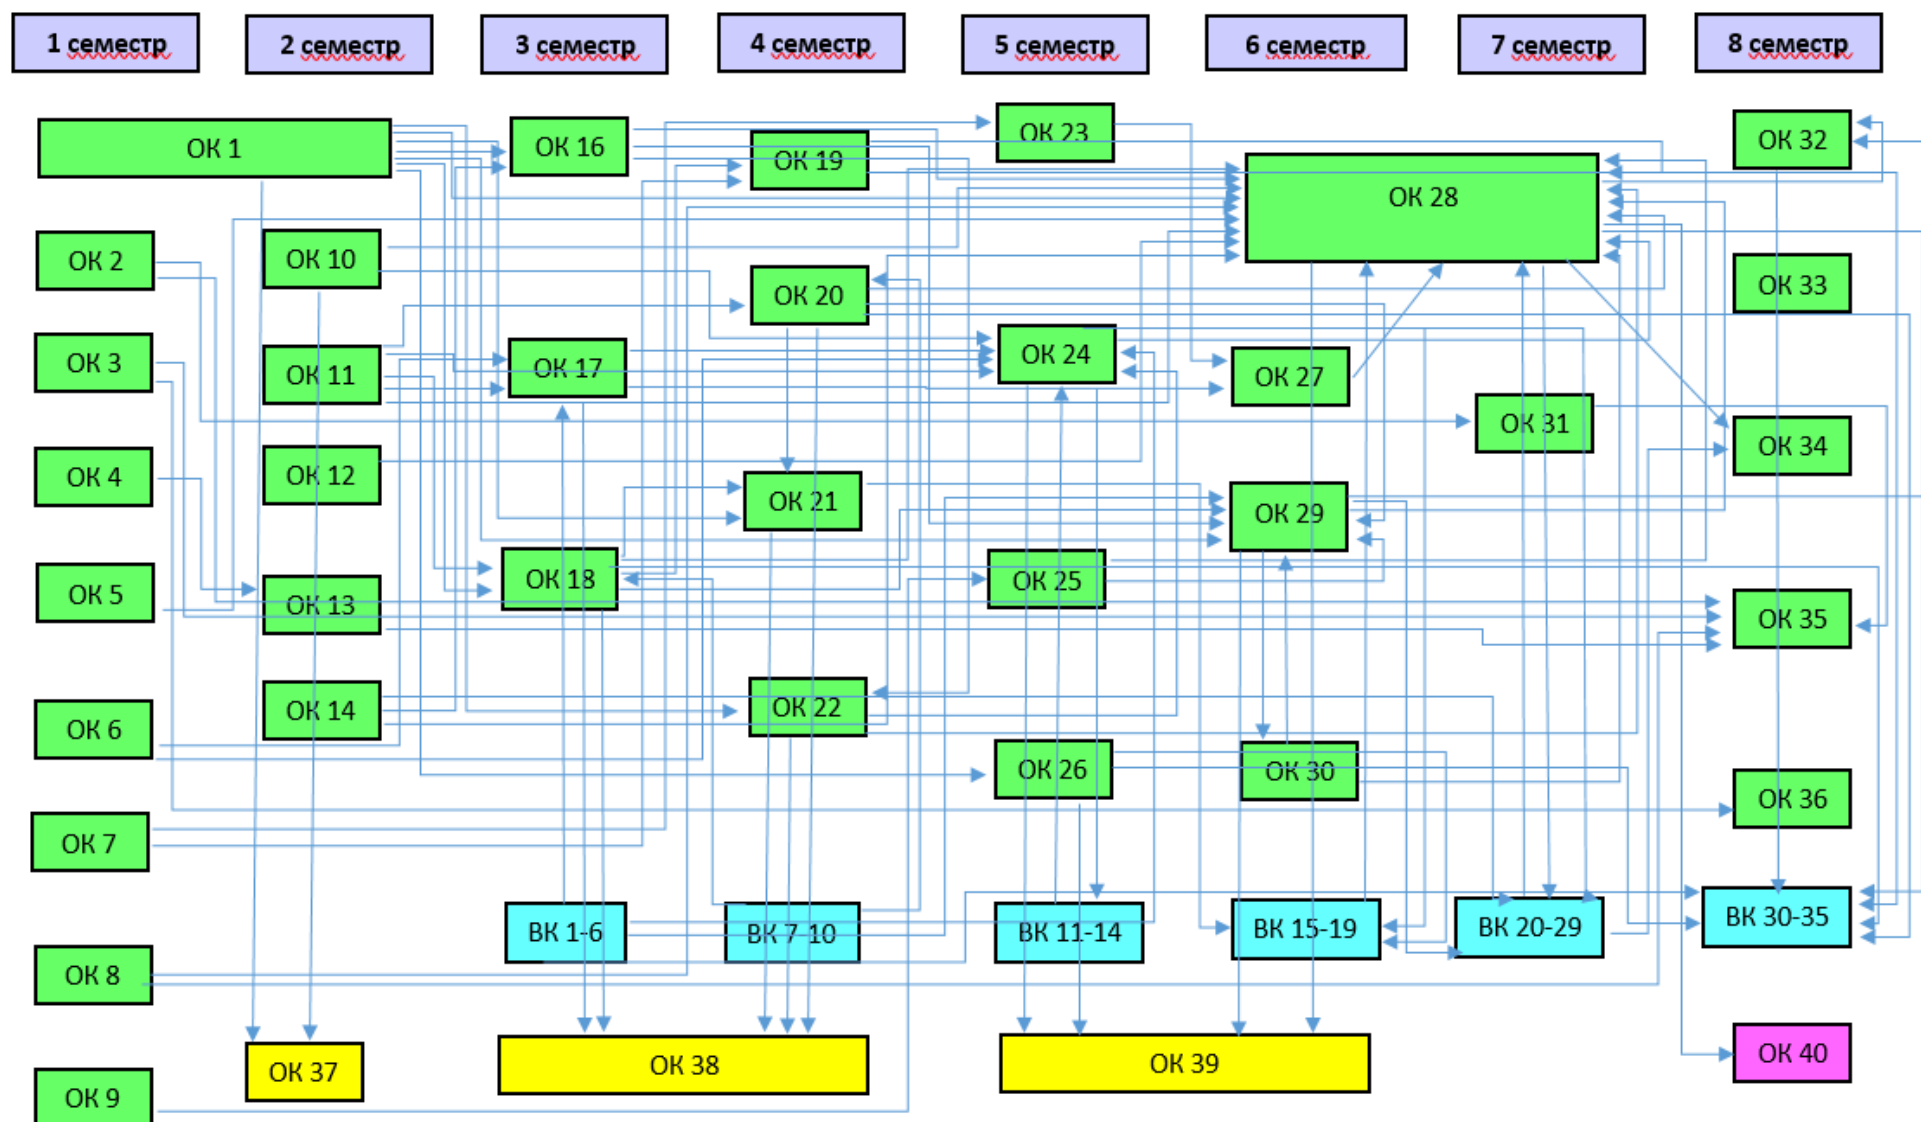 1 семестр
2 семестр
3 семестр
4 семестр
5 семестр
6 семестр
7 семестр
8 семестр
ОК 1
ОК 2
ОК 3
ОК 4
ОК 5
ОК 6
ОК 7
ОК 8
ОК 9
ОК 10
ОК 11
ОК 12
ОК 13
ОК 14
ОК 37
ОК 16
ОК 17
ОК 18
ВК 1-6
ОК 38
ОК 19
ОК 20
ОК 21
ОК 22
ВК 7-10
ОК 23
ОК 24
ОК 25
ОК 26
ВК 11-14
ОК 39
ОК 28
ОК 27
ОК 29
ОК 30
ВК 15-19
ОК 31
ВК 20-29
ОК 32
ОК 33
ОК 34
ОК 35
ОК 36
ВК 30-35
ОК 40